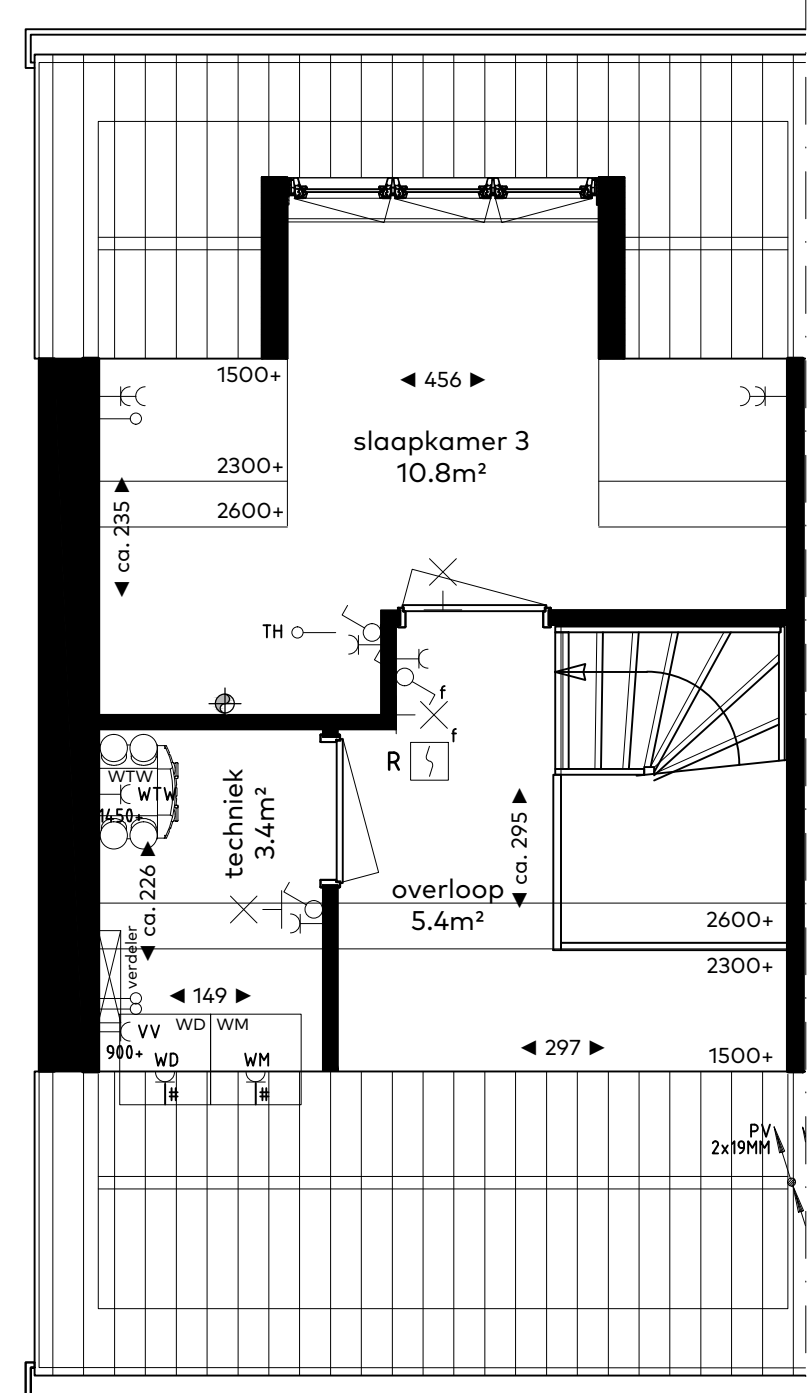 1500+
◄ 456 ►
slaapkamer 3
10.8m²
2300+
2600+
◄ ca. 235 ►
TH
f
f
R
WTW
WTW
1450+
techniek
3.4m²
◄ ca. 226 ►
◄ ca. 295 ►
overloop
5.4m²
2600+
2300+
verdeler
◄ 149 ►
WD WM
VV
900+
WD
WM
#
#
◄ 297 ►
1500+
PV
2x19MM